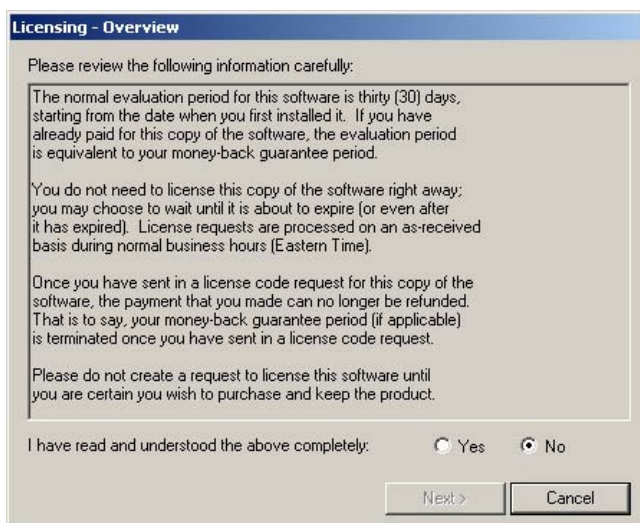 Licensing - Overview
Please review the following information carefully:
The normal evaluation period for this software is thirty (30) days,
starting from the date when you first installed it.  If you have
already paid for this copy of the software, the evaluation period
is equivalent to your money-back guarantee period.
You do not need to license this copy of the software right away;
you may choose to wait until it is about to expire (or even after
it has expired).  License requests are processed on an as-received
basis during normal business hours (Eastern Time).
Once you have sent in a license code request for this copy of the
software, the payment that you made can no longer be refunded.
That is to say, your money-back guarantee period (if applicable)
is terminated once you have sent in a license code request.
Please do not create a request to license this software until
you are certain you wish to purchase and keep the product.
I have read and understood the above completely: Yes No
Next > Cancel